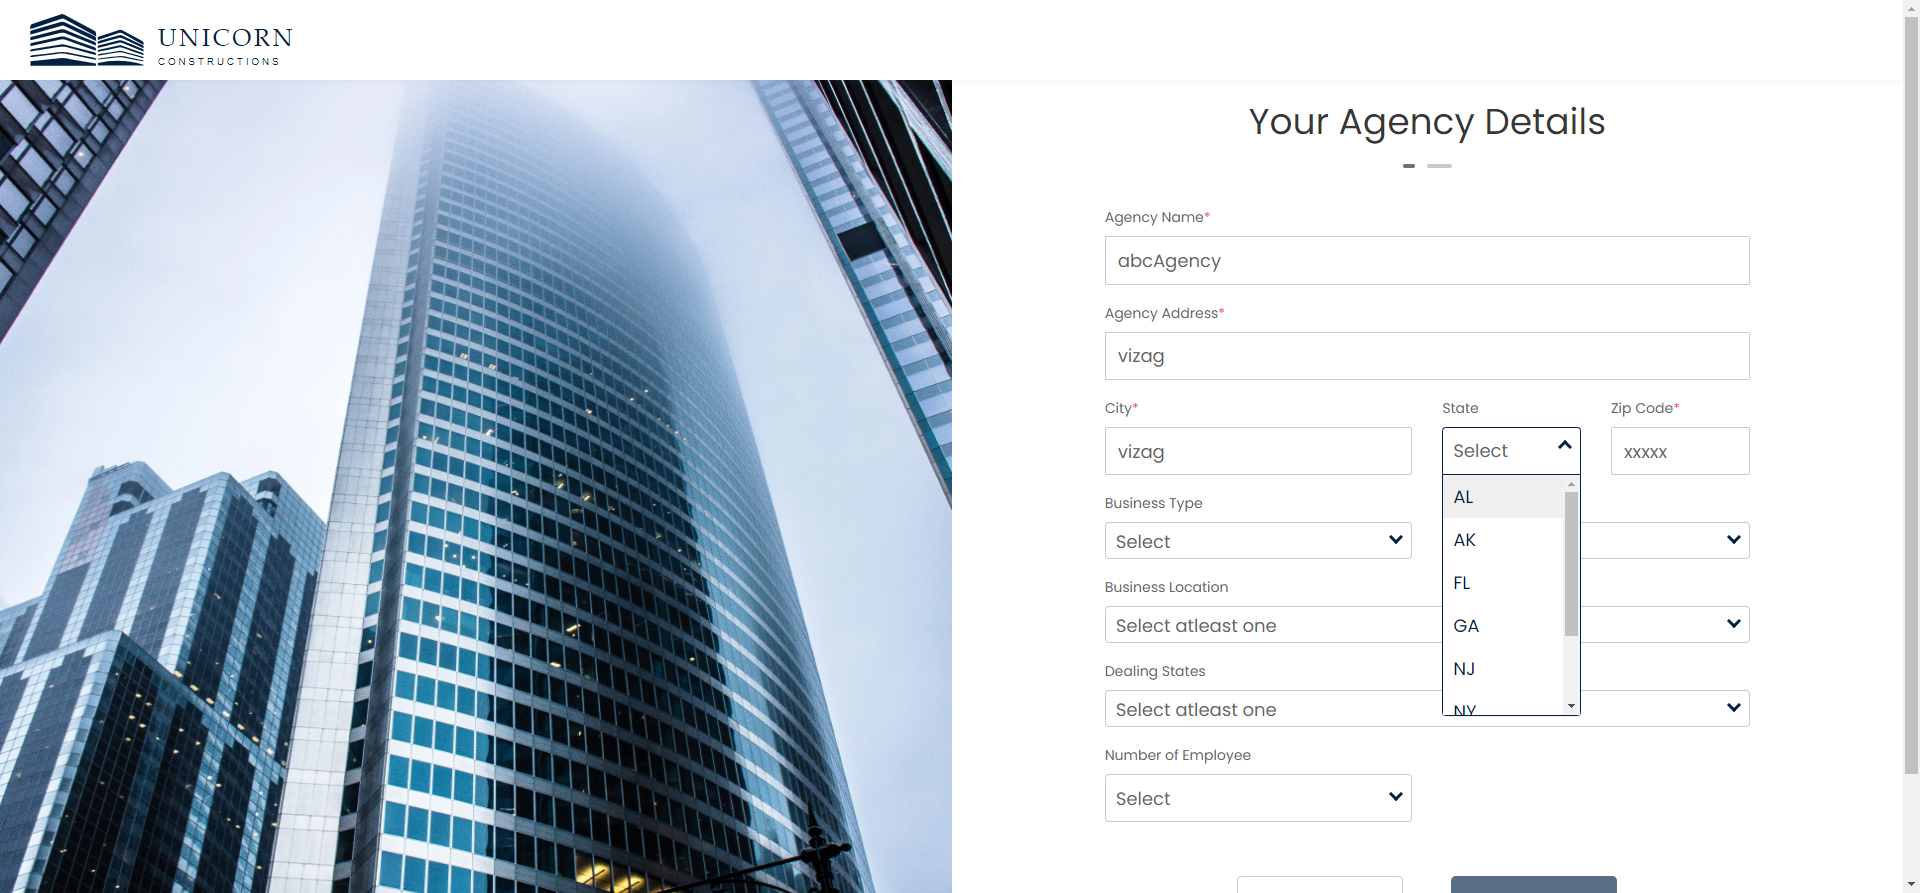 UNICORN
CONSTRUCTIONS
Your Agency Details
Agency Name*
abcAgency
Agency Address*
vizag
City*
State
Zip Code*
vizag
Select
xxxxx
AL
AK
FL
GA
NJ
NY
Business Type
Select
Business Location
Select atleast one
Dealing States
Select atleast one
Number of Employee
Select